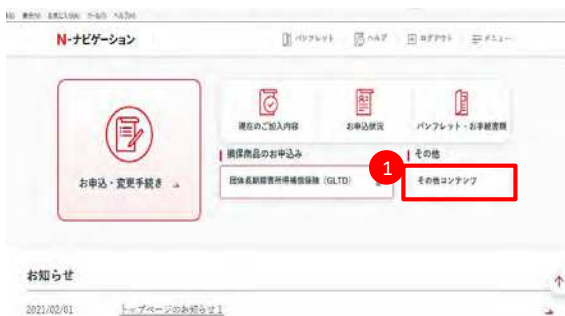 N-ナビゲーション
パンフレット ヘルプ ログアウト メニュー
現在のご加入内容 お申込状況 パンフレット・お手続書類
お申込・変更手続き
損保商品のお申込み
団体長期障害所得補償保険（GLTD）
その他
1
その他コンテンツ
お知らせ
2021/02/01 トップページのお知らせ1